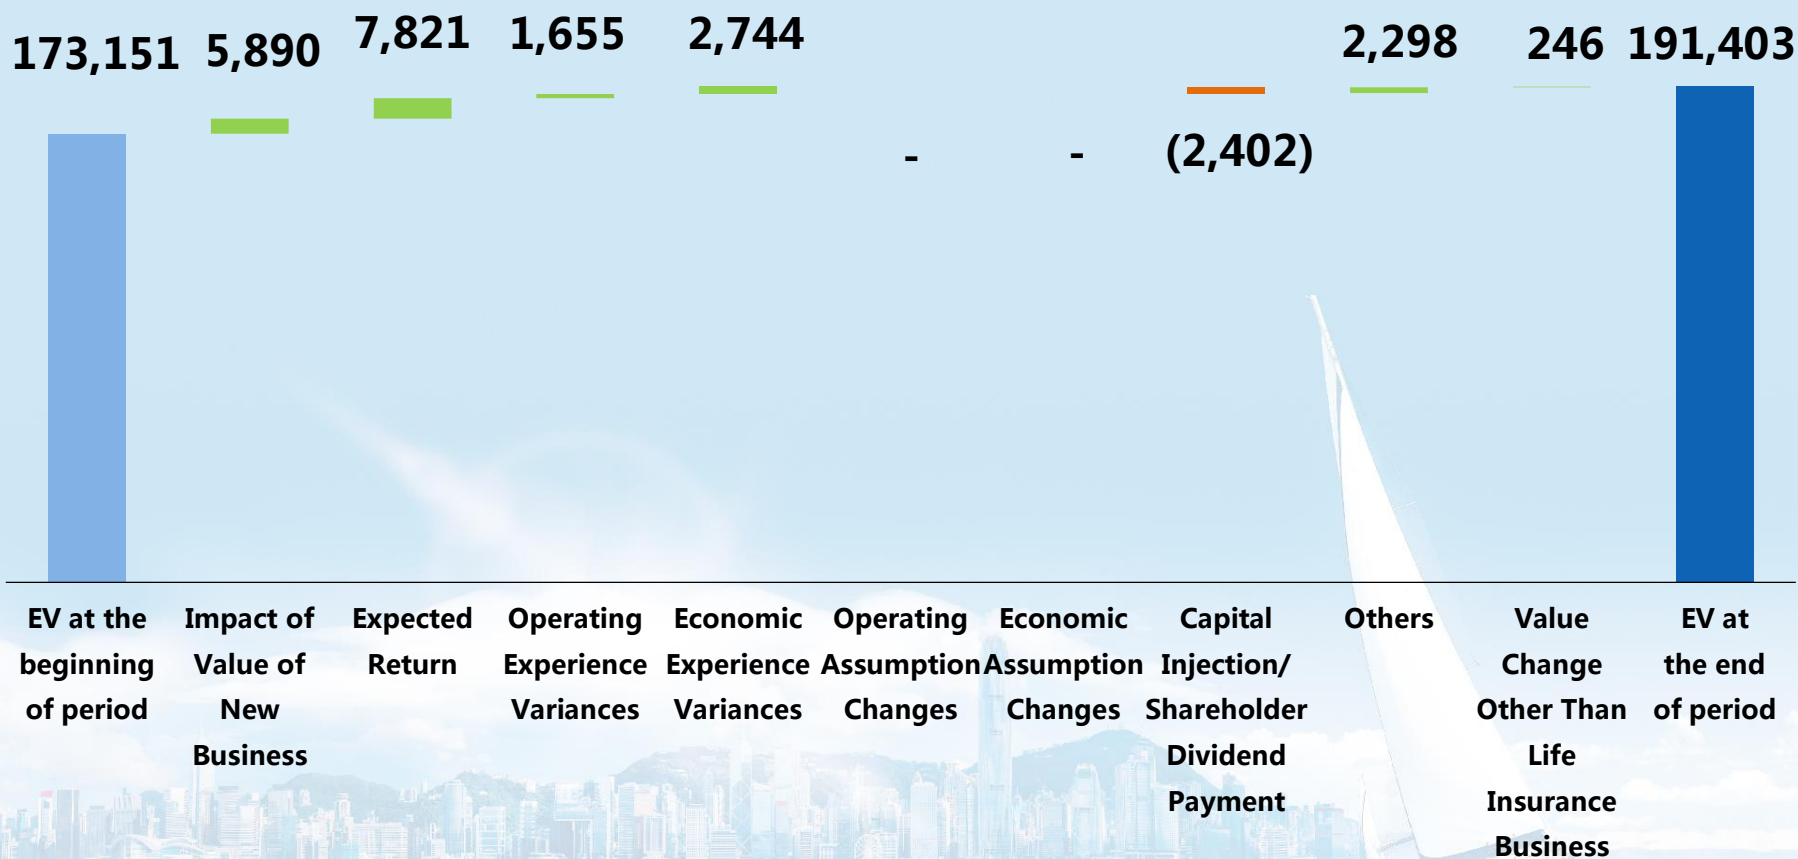 173,151 5,890 7,821 1,655 2,744 - - (2,402) 2,298 246 191,403
EV at the
beginning
of period
Impact of
Value of
New
Business
Expected
Return
Operating
Experience
Variances
Economic
Experience
Variances
Operating
Assumption
Changes
Economic
Assumption
Changes
Capital
Injection/
Shareholder
Dividend
Payment
Others
Value
Change
Other Than
Life
Insurance
Business
EV at
the end
of period